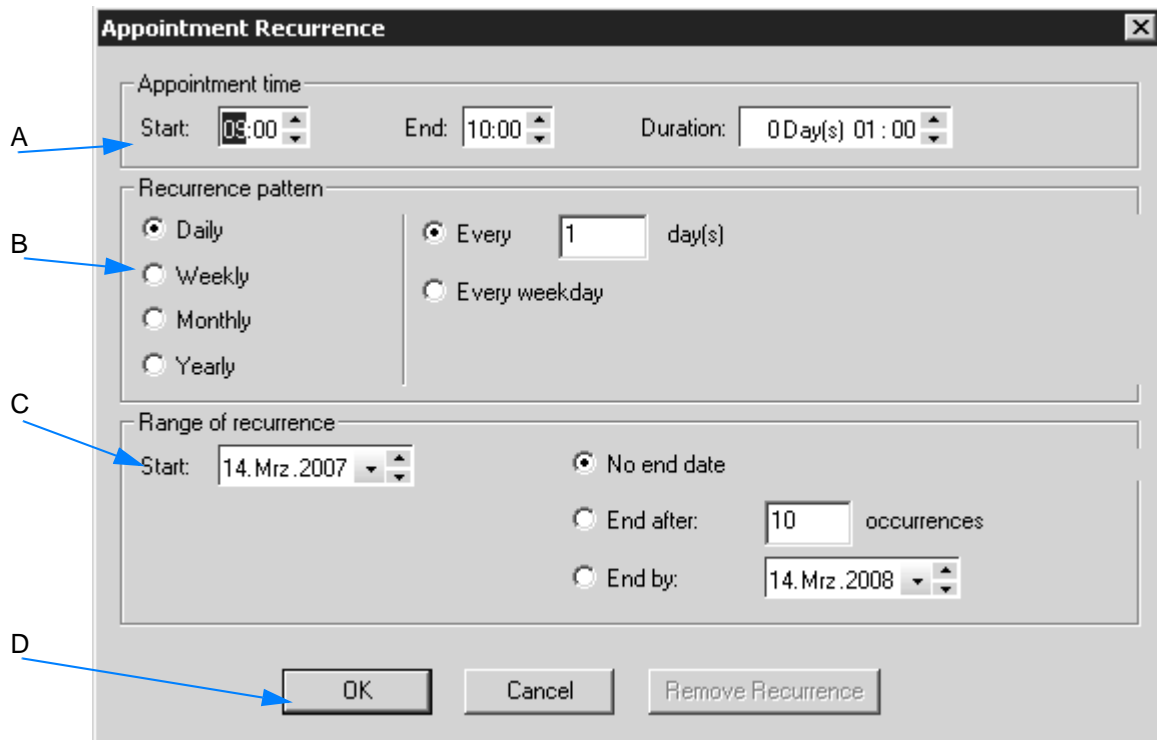 Appointment Recurrence
Appointment time
A
Start: 09:00 End: 10:00 Duration: 0 Day(s) 01 : 00
Recurrence pattern
Daily Every 1 day(s)
B
Weekly
Every weekday
Monthly
Yearly
C
Range of recurrence
Start: 14. Mrz . 2007 No end date
End after: 10 occurrences
End by: 14. Mrz . 2008
D
OK Cancel Remove Recurrence